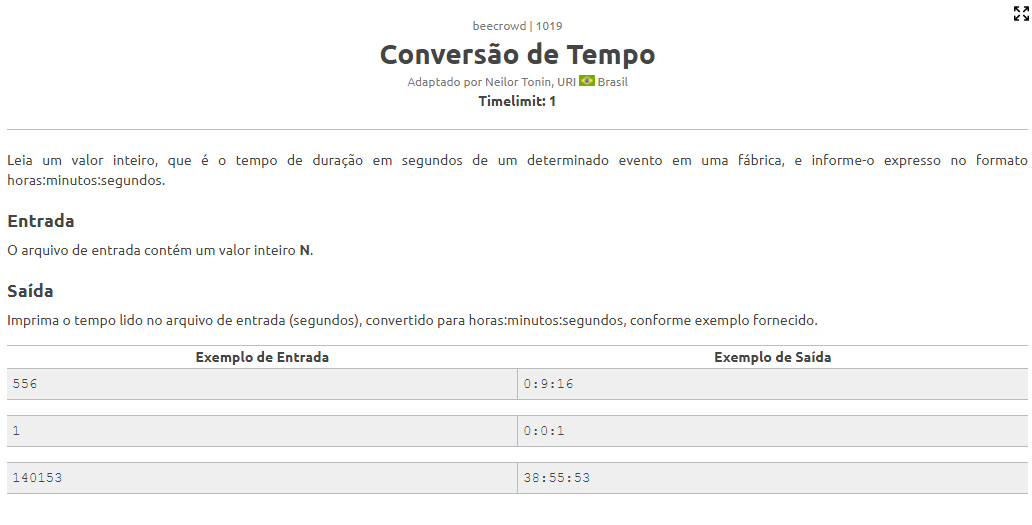 beecrowd | 1019
Conversão de Tempo
Adaptado por Neilor Tonin, URI Brasil
Timelimit: 1
Leia um valor inteiro, que é o tempo de duração em segundos de um determinado evento em uma fábrica, e informe-o expresso no formato
horas:minutos:segundos.
Entrada
O arquivo de entrada contém um valor inteiro N.
Saída
Imprima o tempo lido no arquivo de entrada (segundos), convertido para horas:minutos:segundos, conforme exemplo fornecido.
Exemplo de Entrada Exemplo de Saída
556 0:9:16
1 0:0:1
140153 38:55:53